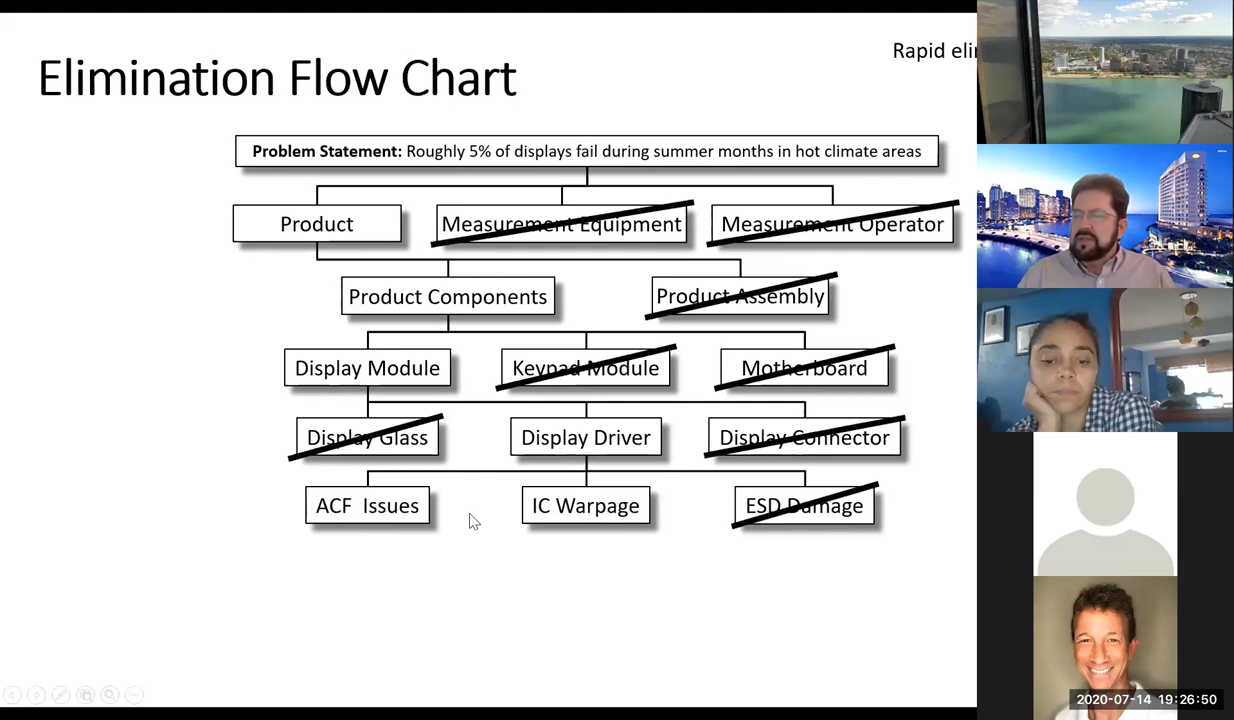 Rapid elin
Elimination Flow Chart
Problem Statement: Roughly 5% of displays fail during summer months in hot climate areas
Product
Measurement Equipment
Measurement Operator
Product Components
Product Assembly
Display Module
Keypad Module
Motherboard
Display Glass
Display Driver
Display Connector
ACF Issues
IC Warpage
ESD Damage
2020-07-14 19:26:50